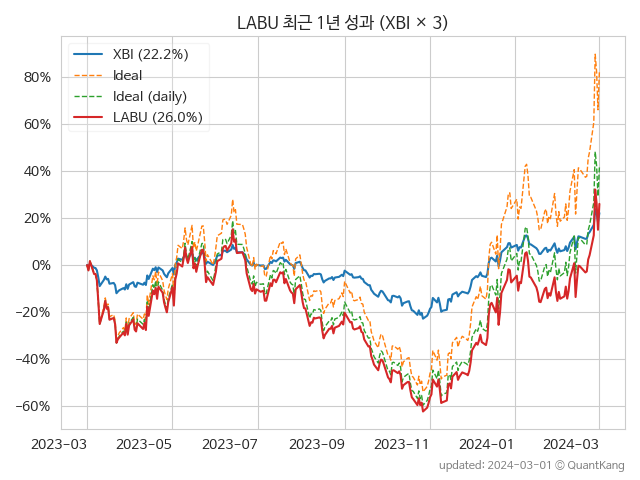 LABU 최근 1년 성과 (XBI × 3)
XBI (22.2%)
Ideal
Ideal (daily)
LABU (26.0%)
80%
60%
40%
20%
0%
−20%
−40%
−60%
2023-03 2023-05 2023-07 2023-09 2023-11 2024-01 2024-03
updated: 2024-03-01 © QuantKang